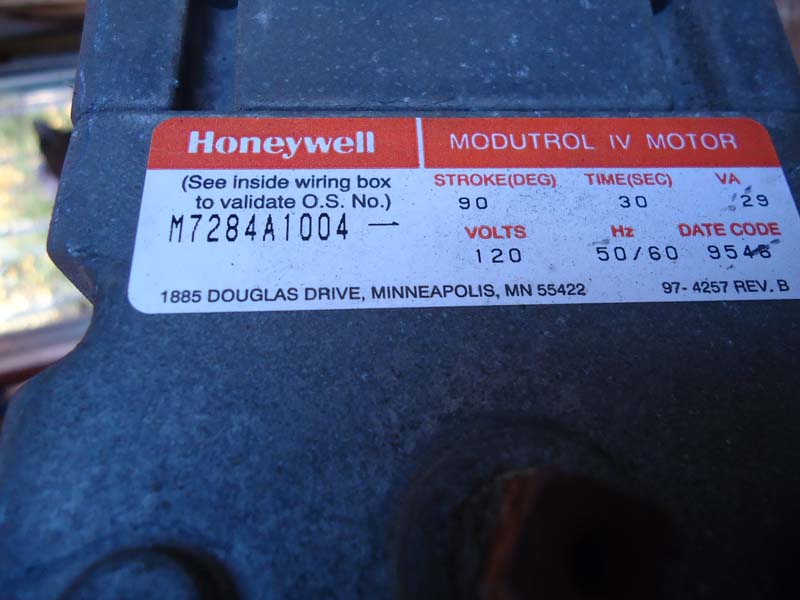 Honeywell MODUTROL IV MOTOR
(See inside wiring box STROKE(DEG) TIME(SEC) VA
to validate O.S. No.) 90 30 29
M7284A1004 — VOLTS Hz DATE CODE
120 50/60 9546
1885 DOUGLAS DRIVE, MINNEAPOLIS, MN 55422 97-4257 REV. B